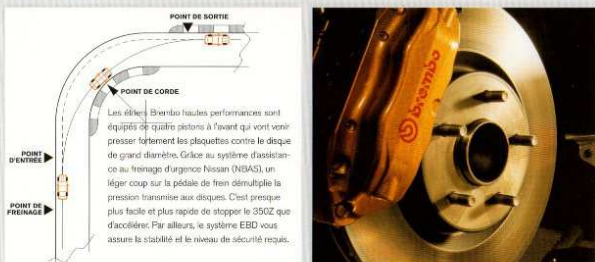 POINT DE SORTIE
POINT DE CORDE
Les étriers Brembo hautes performances sont
équipés de quatre pistons à l'avant qui vont venir
presser fortement les plaquettes contre le disque
de grand diamètre. Grâce au système d'assistan-
ce au freinage d'urgence Nissan (NBAS), un
léger coup sur la pédale de frein démultiplie la
pression transmise aux disques. C'est presque
plus facile et plus rapide de stopper le 350Z que
d'accélérer. Par ailleurs, le système EBD vous
assure la stabilité et le niveau de sécurité requis.
POINT
D'ENTRÉE
POINT DE
FREINAGE
brembo